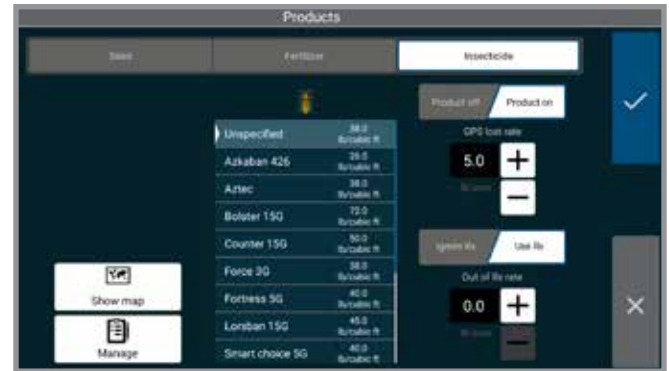 Products
Seed
Fertilizer
Insecticide
Product off
Product on
Unspecified
38.0
lb/cubic ft
Azkaban 426
26.0
lb/cubic ft
Aztec
38.0
lb/cubic ft
Bolster 15G
72.0
lb/cubic ft
Counter 15G
50.0
lb/cubic ft
Force 3G
38.0
lb/cubic ft
Fortress 5G
40.0
lb/cubic ft
Lorsban 15G
45.0
lb/cubic ft
Smart choice 5G
40.0
lb/cubic ft
GPS lost rate
5.0
Ignore Rx
Use Rx
Out of Rx rate
0.0
Show map
Manage